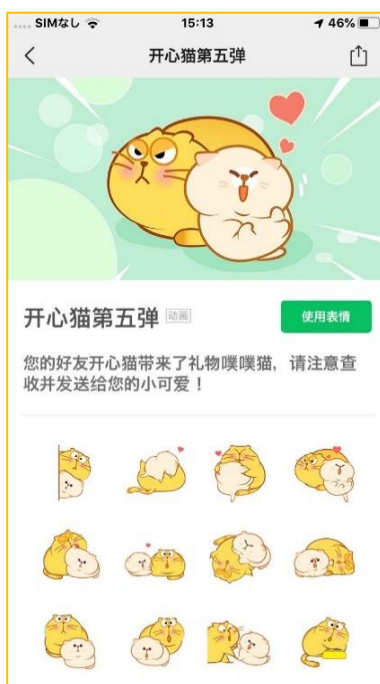 SIMなし 15:13 46%
开心猫第五弹
开心猫第五弹 动画 使用表情
您的好友开心猫带来了礼物噗噗猫，请注意查
收并发送给您的小可爱！